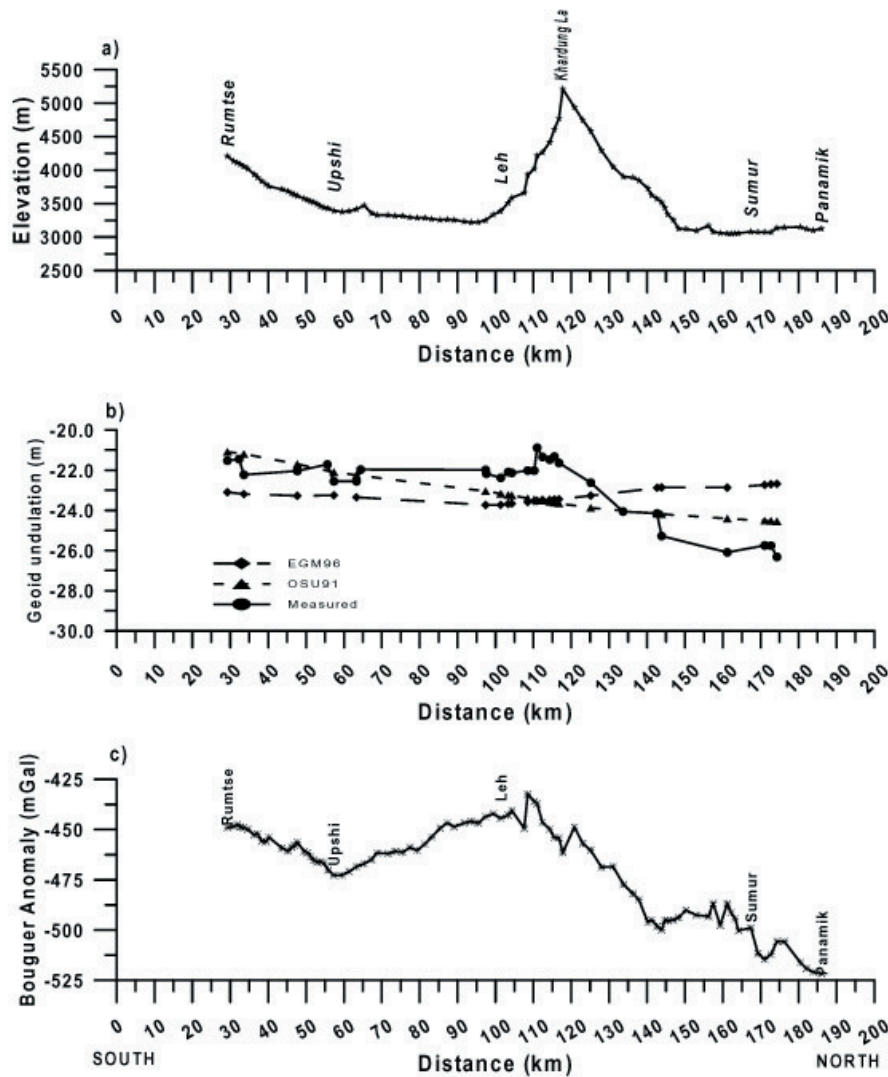 a)
Elevation (m)
5500
5000
4500
4000
3500
3000
2500
Rumtse
Upshi
Leh
Khardung La
Sumur
Panamik
0 10 20 30 40 50 60 70 80 90 100 110 120 130 140 150 160 170 180 190 200
Distance (km)
b)
Geoid undulation (m)
-20.0
-22.0
-24.0
-26.0
-28.0
-30.0
EGM96
OSU91
Measured
0 10 20 30 40 50 60 70 80 90 100 110 120 130 140 150 160 170 180 190 200
Distance (km)
c)
Bouguer Anomaly (mGal)
-425
-450
-475
-500
-525
Rumtse
Upshi
Leh
Sumur
Panamik
0 10 20 30 40 50 60 70 80 90 100 110 120 130 140 150 160 170 180 190 200
SOUTH Distance (km) NORTH